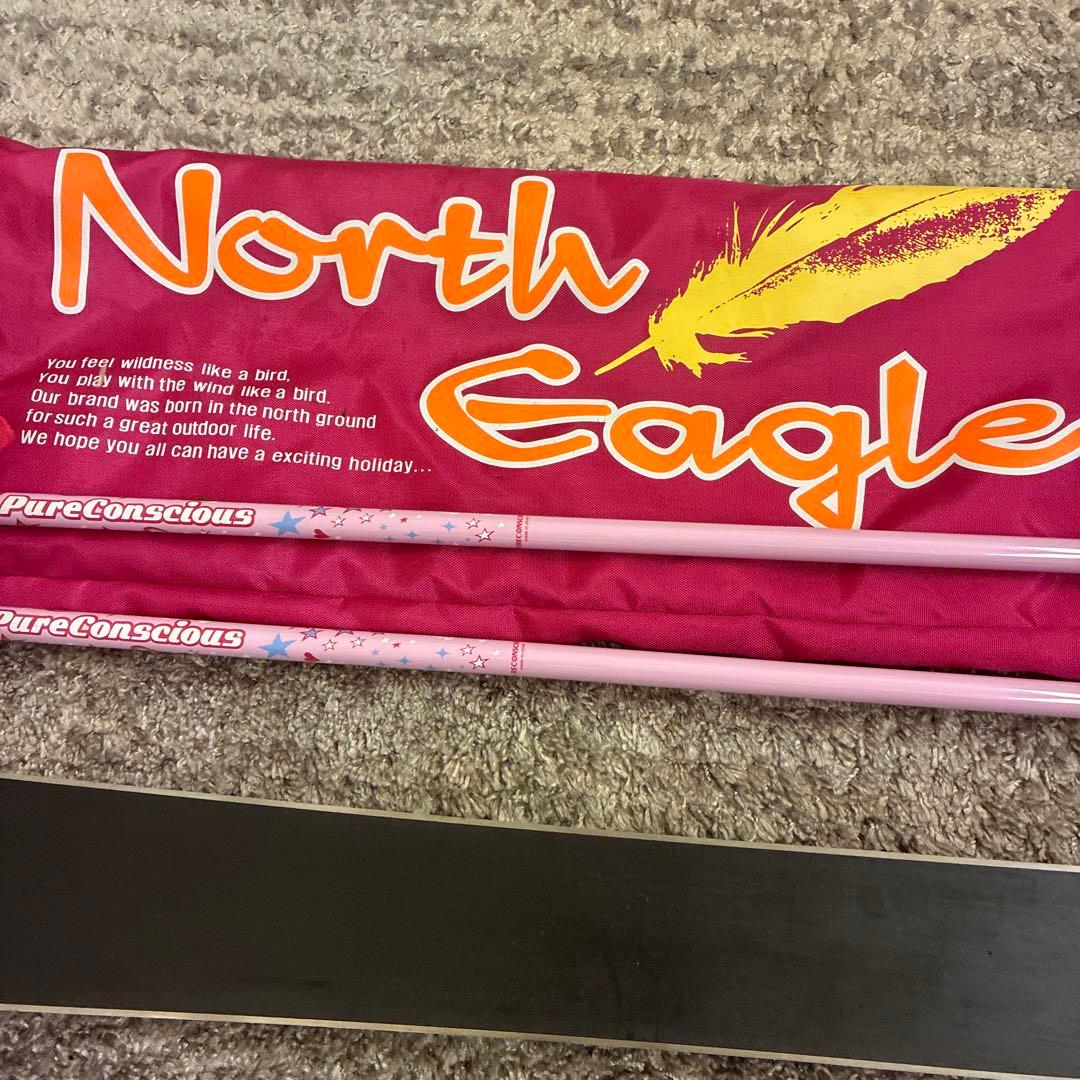 North
Eagle
You feel wildness like a bird,
You play with the wind like a bird.
Our brand was born in the north ground
for such a great outdoor life.
We hope you all can have a exciting holiday...
PureConscious
PureConscious